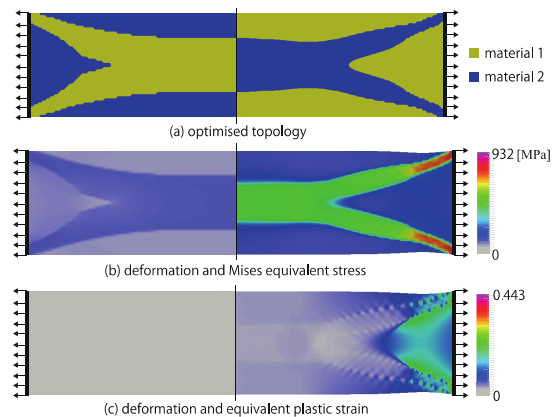 material 1
material 2
(a) optimised topology
932 [MPa]
0
(b) deformation and Mises equivalent stress
0.443
0
(c) deformation and equivalent plastic strain